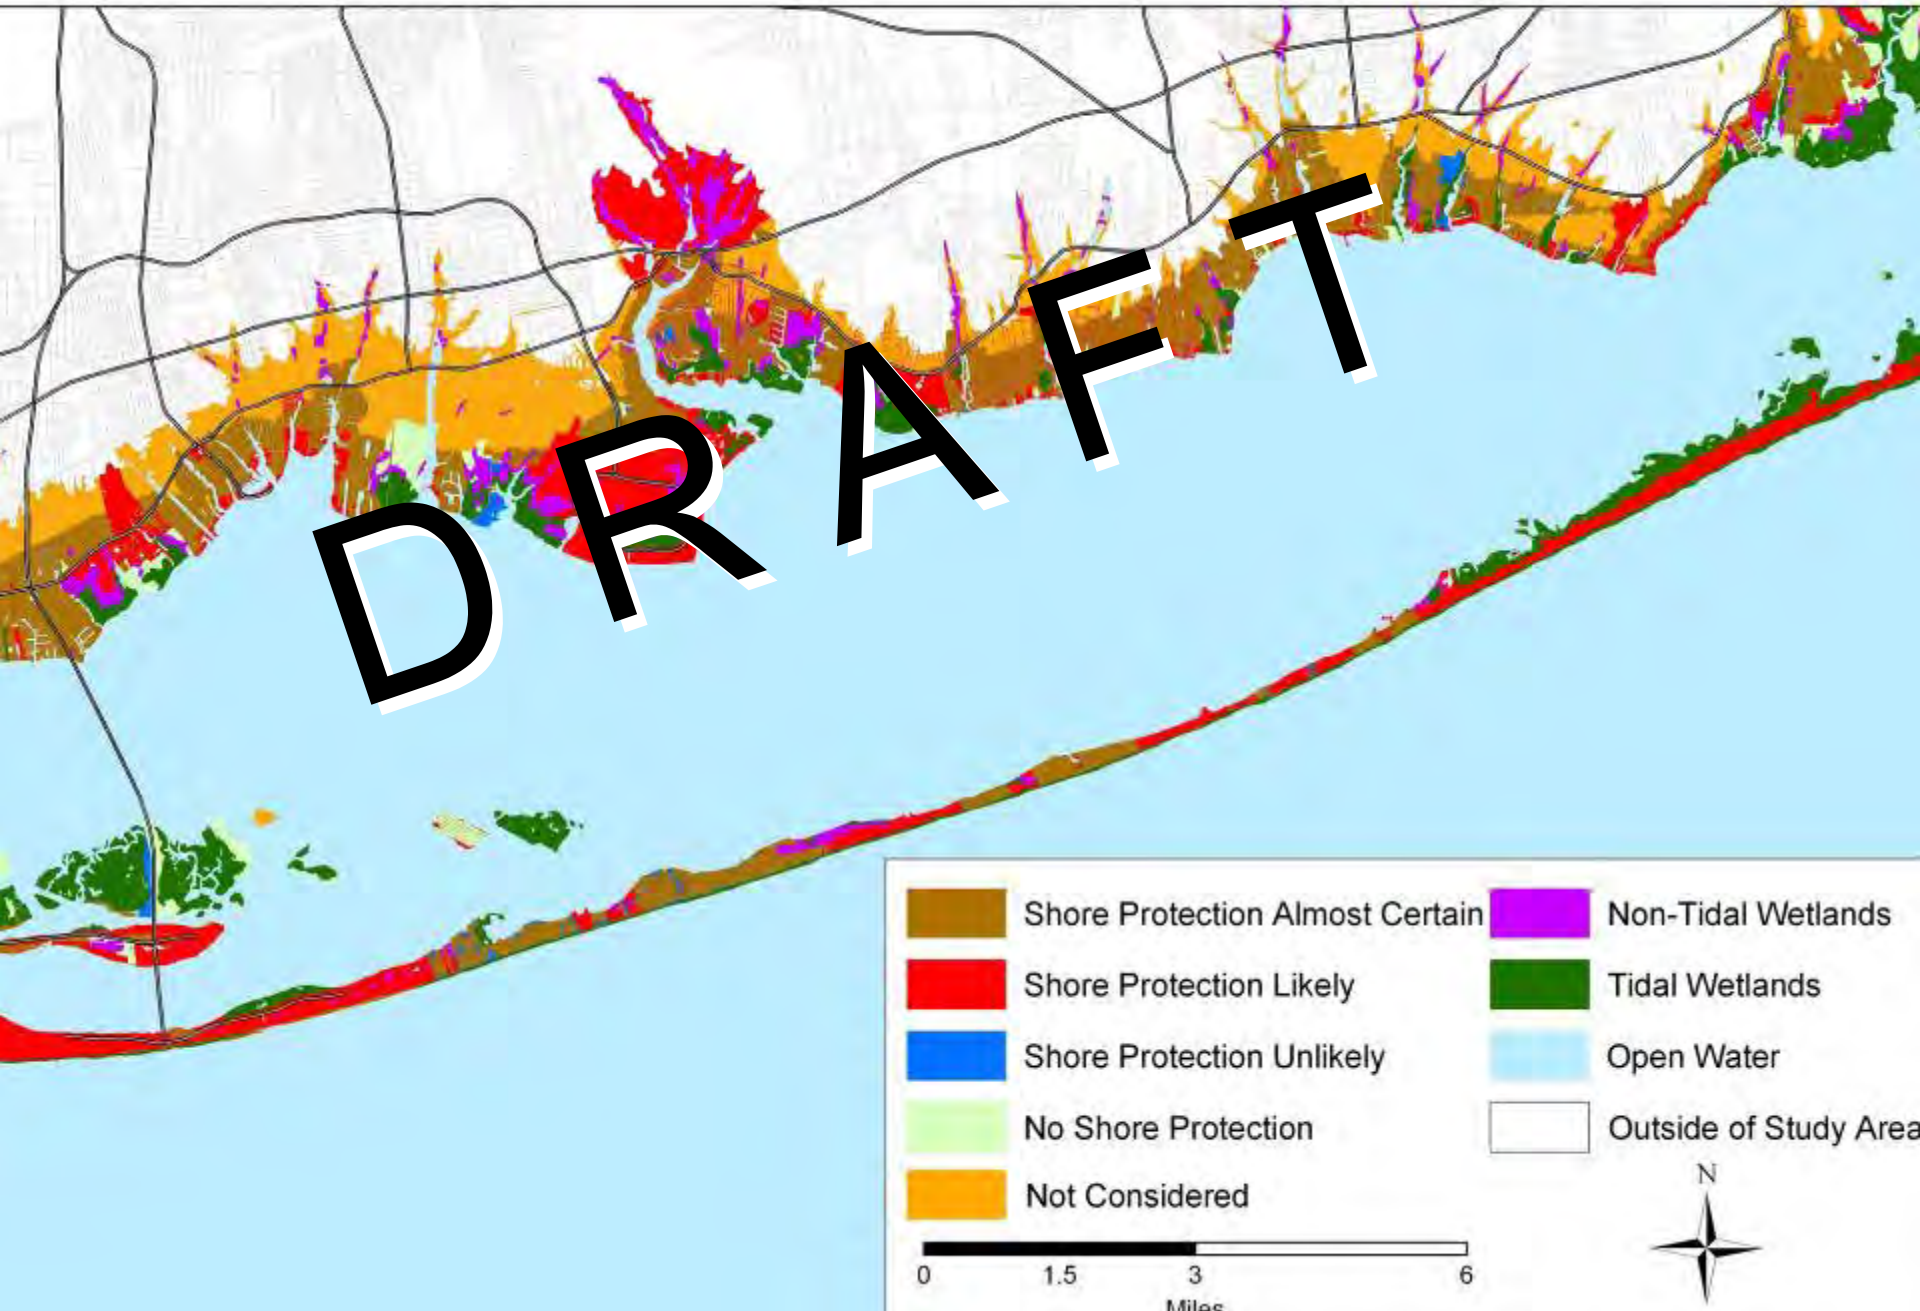 DRAFT
Shore Protection Almost Certain
Shore Protection Likely
Shore Protection Unlikely
No Shore Protection
Not Considered
Non-Tidal Wetlands
Tidal Wetlands
Open Water
Outside of Study Area
N
0 1.5 3 6
Miles